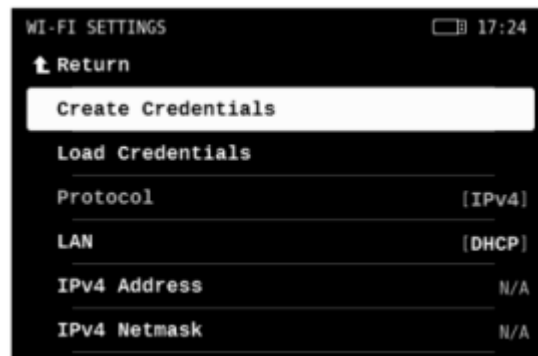 WI-FI SETTINGS 17:24
Return
Create Credentials
Load Credentials
Protocol [IPv4]
LAN [DHCP]
IPv4 Address N/A
IPv4 Netmask N/A